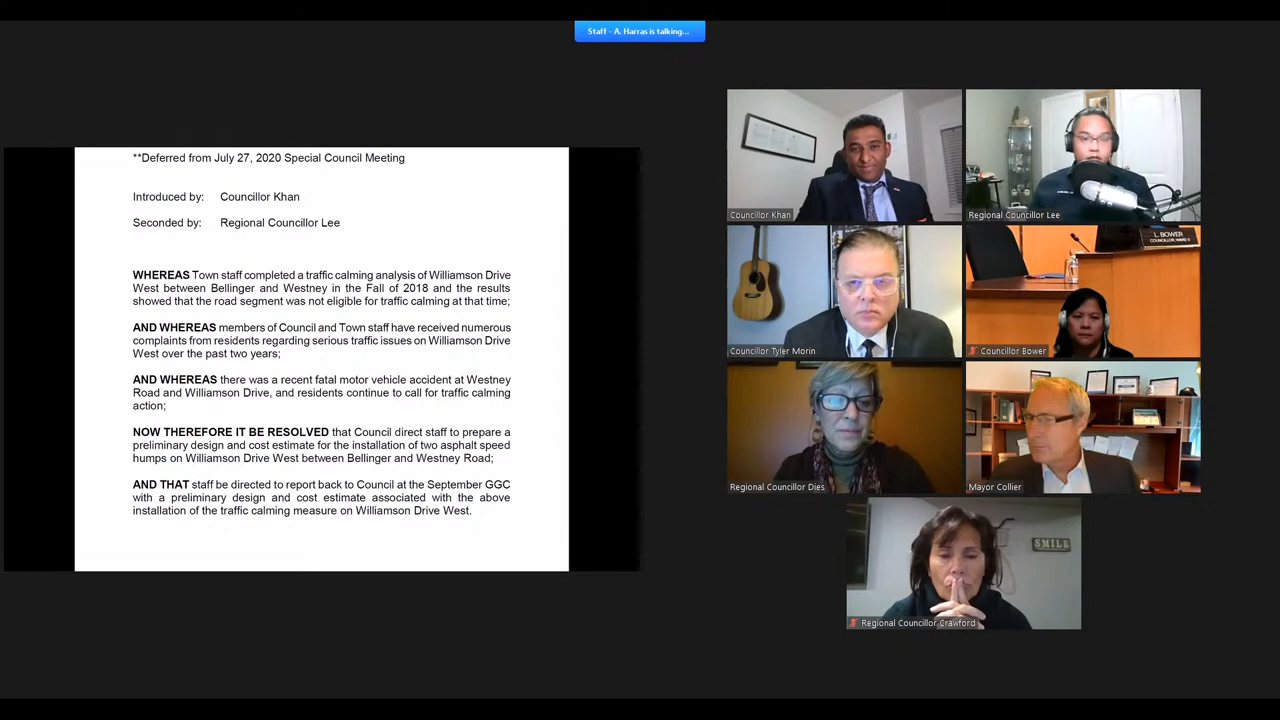 Staff - A. Harras is talking...
**Deferred from July 27, 2020 Special Council Meeting
Introduced by: Councillor Khan
Seconded by: Regional Councillor Lee
WHEREAS Town staff completed a traffic calming analysis of Williamson Drive
West between Bellinger and Westney in the Fall of 2018 and the results
showed that the road segment was not eligible for traffic calming at that time;
AND WHEREAS members of Council and Town staff have received numerous
complaints from residents regarding serious traffic issues on Williamson Drive
West over the past two years;
AND WHEREAS there was a recent fatal motor vehicle accident at Westney
Road and Williamson Drive, and residents continue to call for traffic calming
action;
NOW THEREFORE IT BE RESOLVED that Council direct staff to prepare a
preliminary design and cost estimate for the installation of two asphalt speed
humps on Williamson Drive West between Bellinger and Westney Road;
AND THAT staff be directed to report back to Council at the September GGC
with a preliminary design and cost estimate associated with the above
installation of the traffic calming measure on Williamson Drive West.
Councillor Khan
Regional Councillor Lee
Councillor Tyler Morin
L. BOWER
COUNCILLOR, WARD 3
Councillor Bower
Regional Councillor Dies
Mayor Collier
SMILE
Regional Councillor Crawford